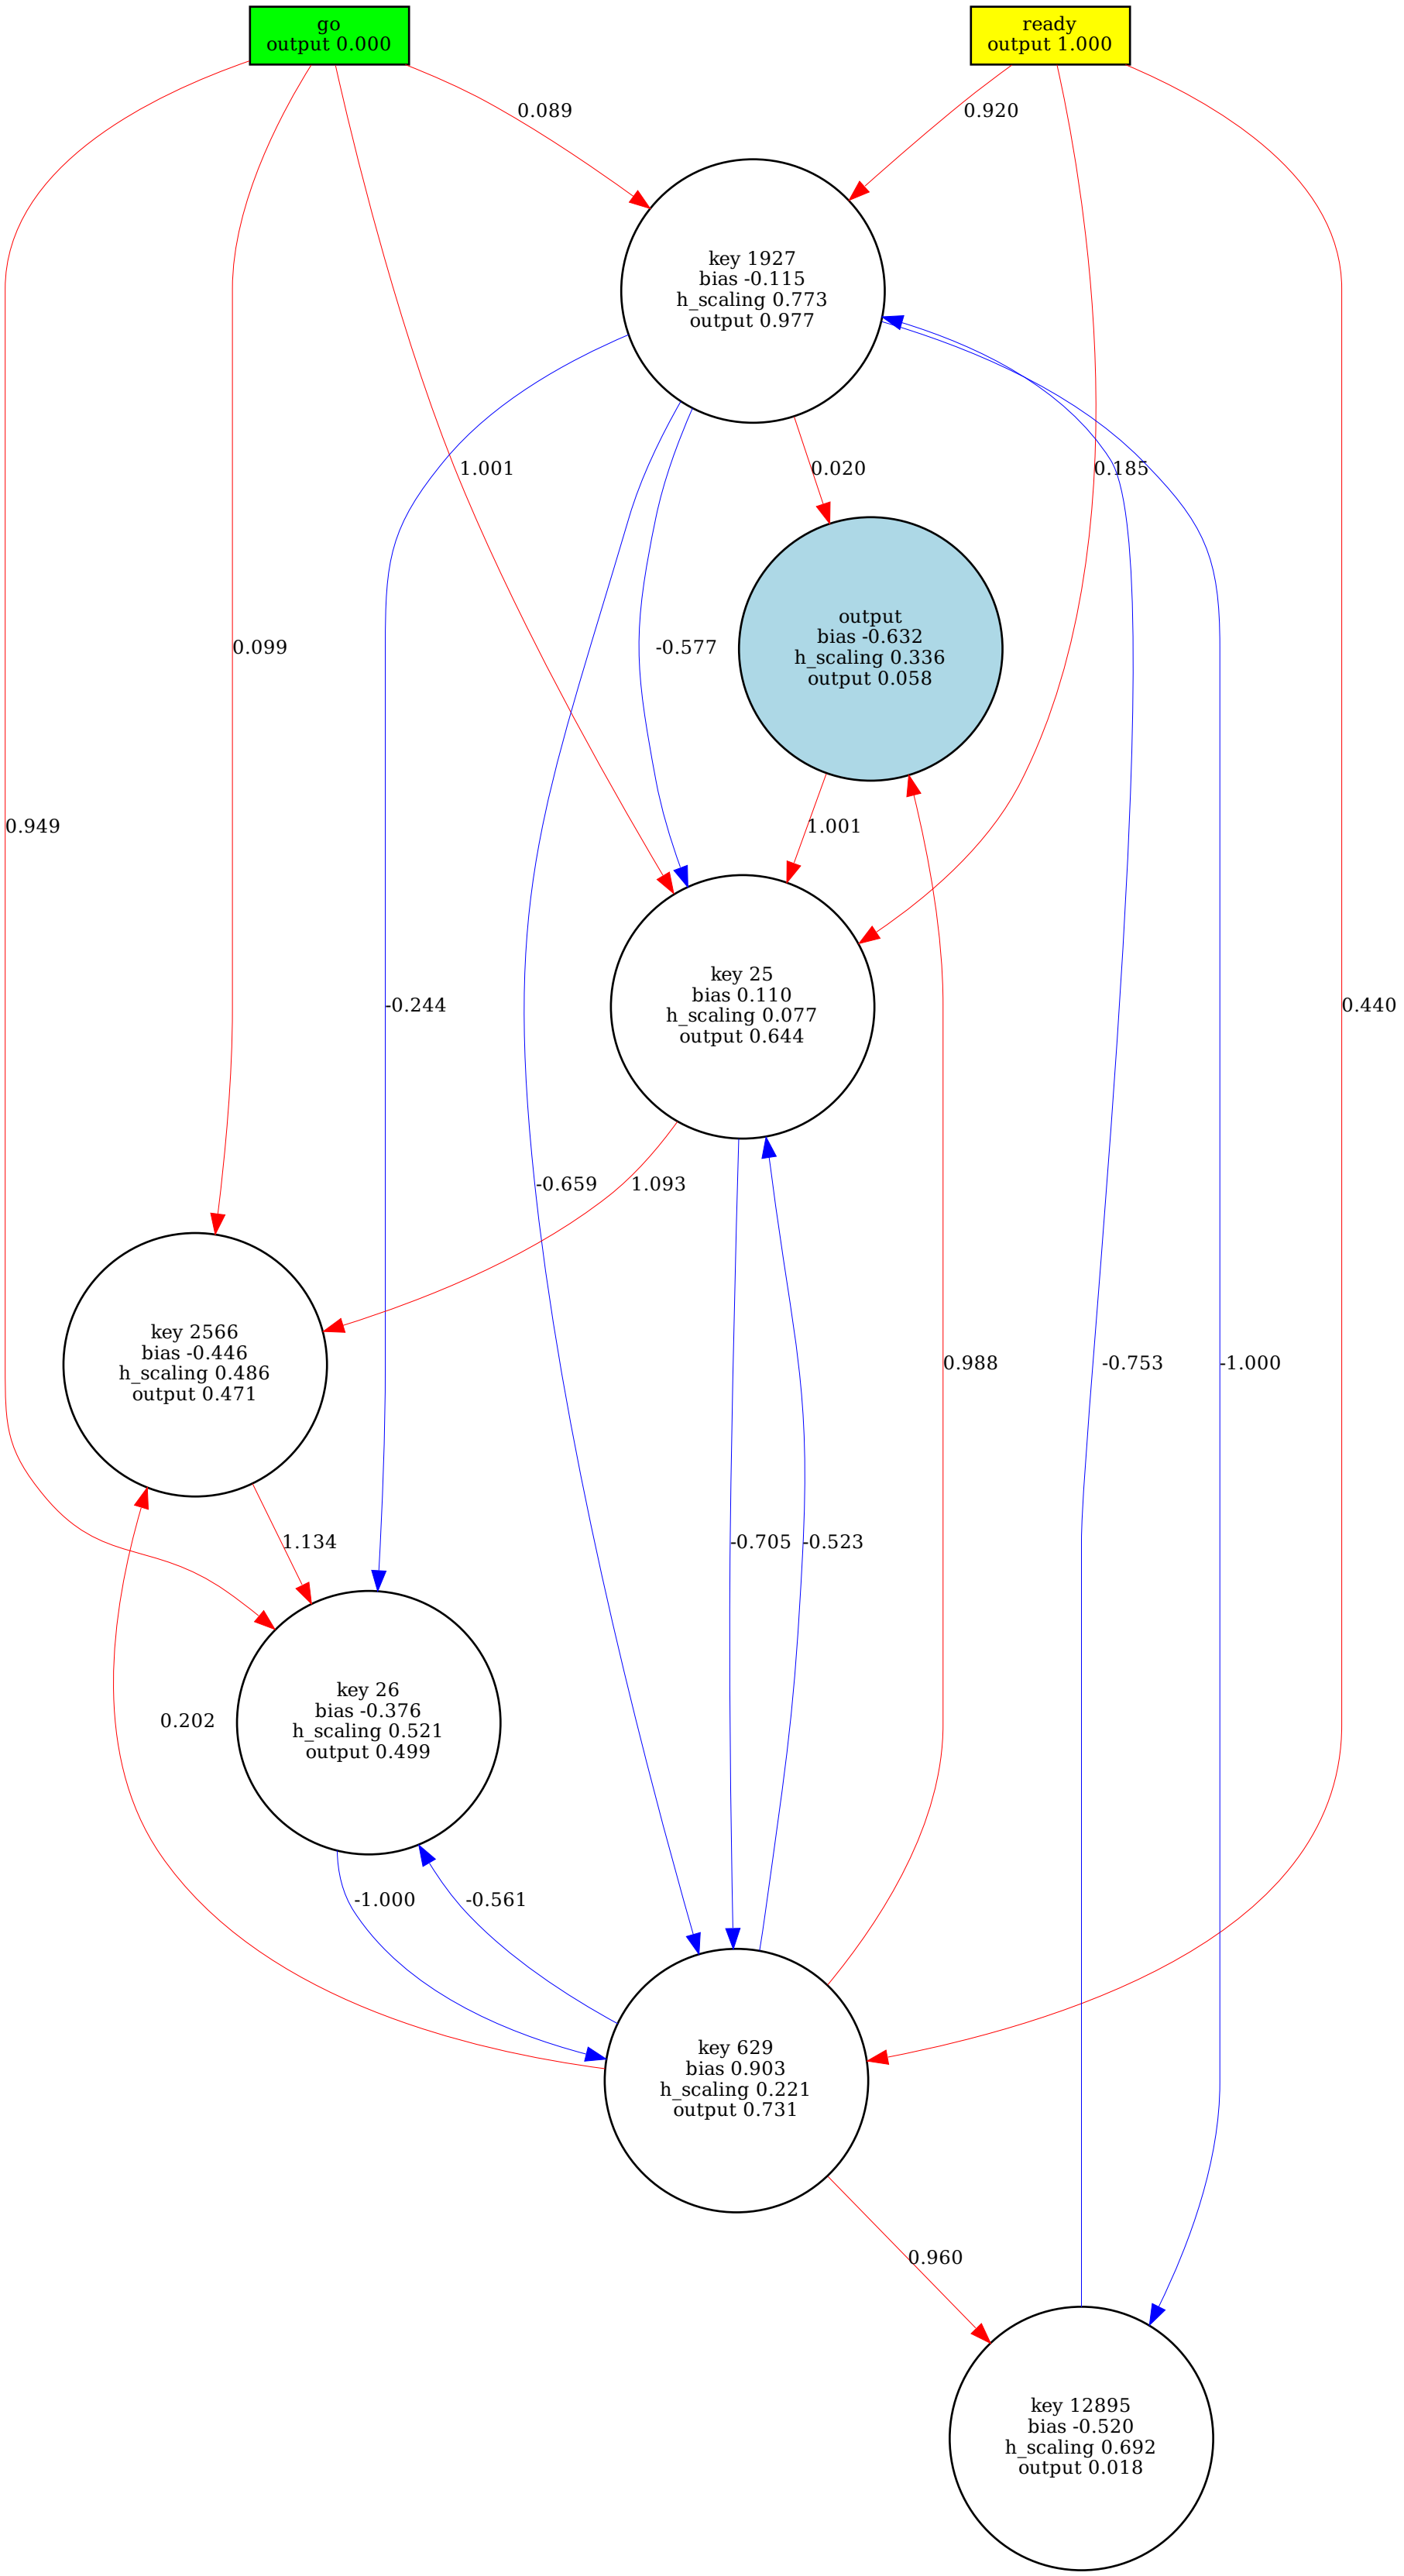 go
output 0.000
ready
output 1.000
0.089
0.920
key 1927
bias -0.115
h_scaling 0.773
output 0.977
1.001
0.020
0.185
output
bias -0.632
h_scaling 0.336
output 0.058
0.099
-0.577
0.949
1.001
key 25
bias 0.110
h_scaling 0.077
output 0.644
-0.244
0.440
-0.659
1.093
key 2566
bias -0.446
h_scaling 0.486
output 0.471
0.988
-0.753
-1.000
1.134
-0.705
-0.523
key 26
bias -0.376
h_scaling 0.521
output 0.499
0.202
-1.000
-0.561
key 629
bias 0.903
h_scaling 0.221
output 0.731
0.960
key 12895
bias -0.520
h_scaling 0.692
output 0.018